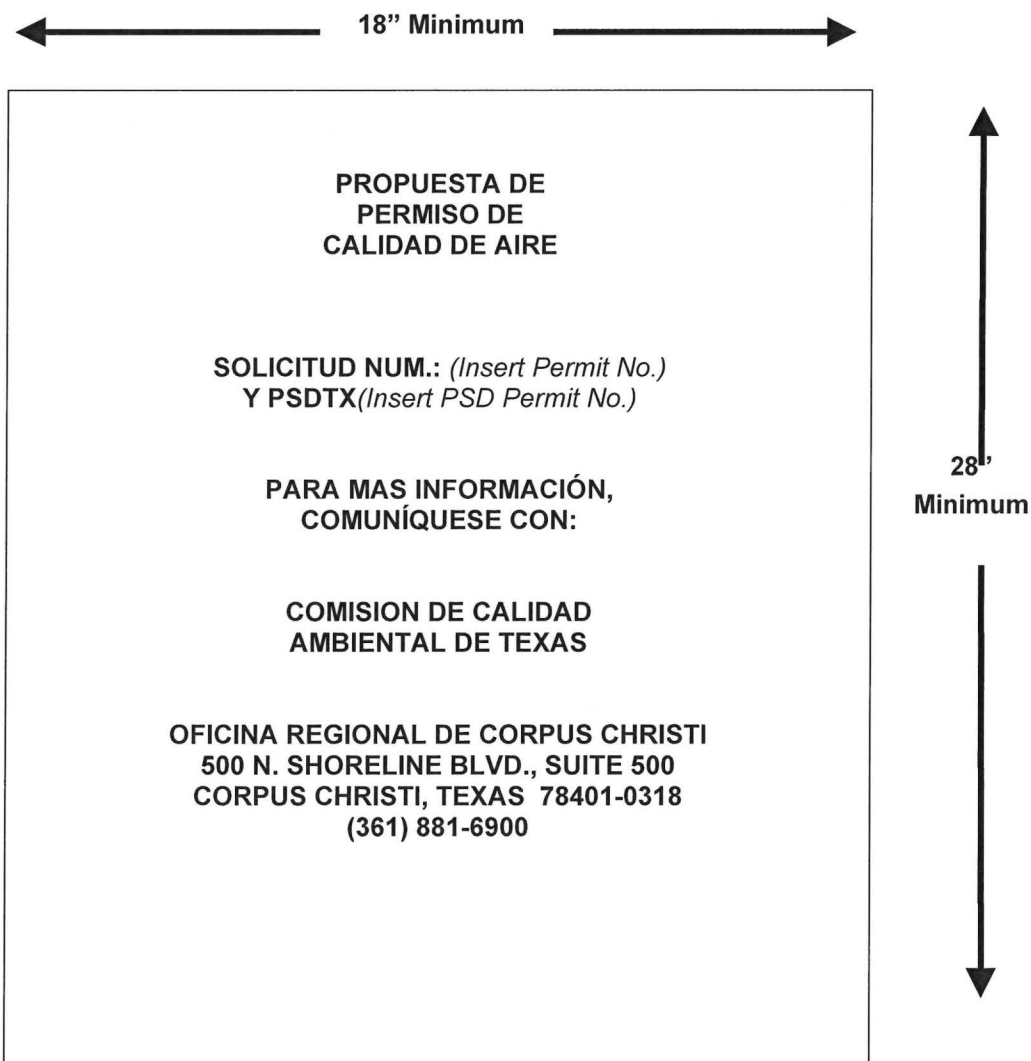 18” Minimum
PROPUESTA DE
PERMISO DE
CALIDAD DE AIRE
SOLICITUD NUM.: (Insert Permit No.)
Y PSDTX(Insert PSD Permit No.)
28”
Minimum
PARA MAS INFORMACIÓN,
COMUNÍQUESE CON:
COMISION DE CALIDAD
AMBIENTAL DE TEXAS
OFICINA REGIONAL DE CORPUS CHRISTI
500 N. SHORELINE BLVD., SUITE 500
CORPUS CHRISTI, TEXAS 78401-0318
(361) 881-6900